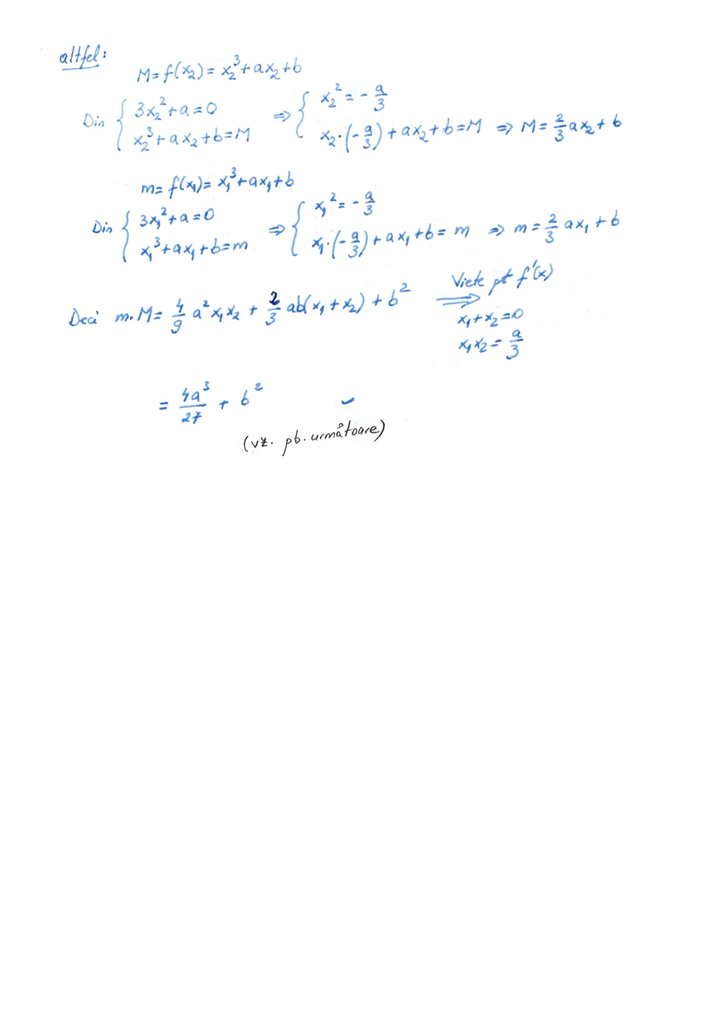 altfel:
M = f(x₂) = x₂³ + ax₂ + b
Din { 3x₂² + a = 0 ⇒ { x₂² = -a/3
x₂³ + ax₂ + b = M x₂·(-a/3) + ax₂ + b = M ⇒ M = 2/3 ax₂ + b
m = f(x₁) = x₁³ + ax₁ + b
Din { 3x₁² + a = 0 ⇒ { x₁² = -a/3
x₁³ + ax₁ + b = m x₁·(-a/3) + ax₁ + b = m ⇒ m = 2/3 ax₁ + b
Deci m·M = 4/9 a²x₁x₂ + 2/3 ab(x₁ + x₂) + b² ⇒ Viete pt f'(x)
x₁ + x₂ = 0
x₁x₂ = a/3
= 4a³/27 + b²
(vz. pb. următoare)